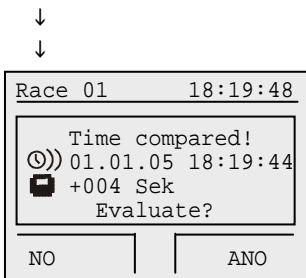 ↓
↓
Race 01 18:19:48
Time compared!
01.01.05 18:19:44
+004 Sek
Evaluate?
NO ANO